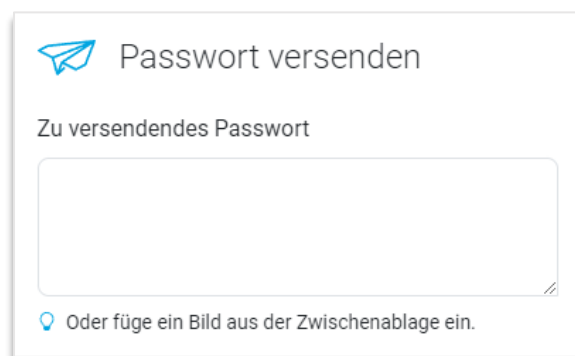 Passwort versenden
Zu versendendes Passwort
Oder füge ein Bild aus der Zwischenablage ein.